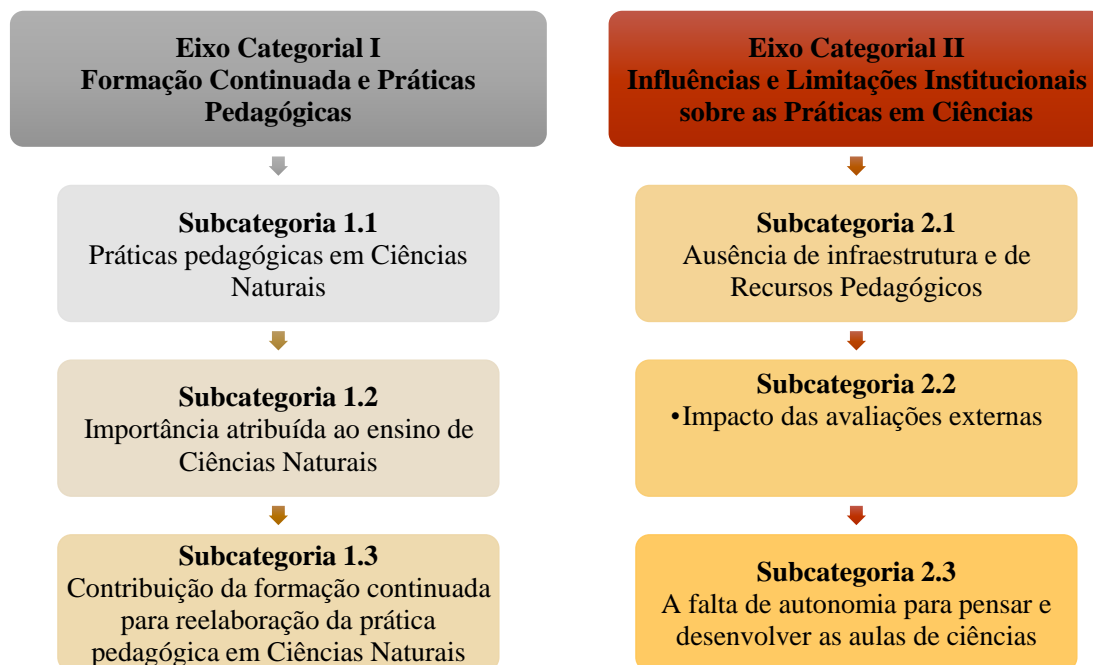 Eixo Categorial I
Formação Continuada e Práticas
Pedagógicas
Subcategoria 1.1
Práticas pedagógicas em Ciências
Naturais
Subcategoria 1.2
Importância atribuída ao ensino de
Ciências Naturais
Subcategoria 1.3
Contribuição da formação continuada
para reelaboração da prática
pedagógica em Ciências Naturais
Eixo Categorial II
Influências e Limitações Institucionais
sobre as Práticas em Ciências
Subcategoria 2.1
Ausência de infraestrutura e de
Recursos Pedagógicos
Subcategoria 2.2
•Impacto das avaliações externas
Subcategoria 2.3
A falta de autonomia para pensar e
desenvolver as aulas de ciências